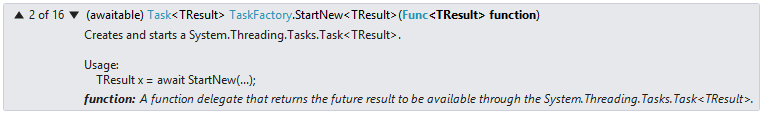 ▲ 2 of 16 ▼ (awaitable) Task<TResult> TaskFactory.StartNew<TResult>(Func<TResult> function)
Creates and starts a System.Threading.Tasks.Task<TResult>.
Usage:
TResult x = await StartNew(...);
function: A function delegate that returns the future result to be available through the System.Threading.Tasks.Task<TResult>.